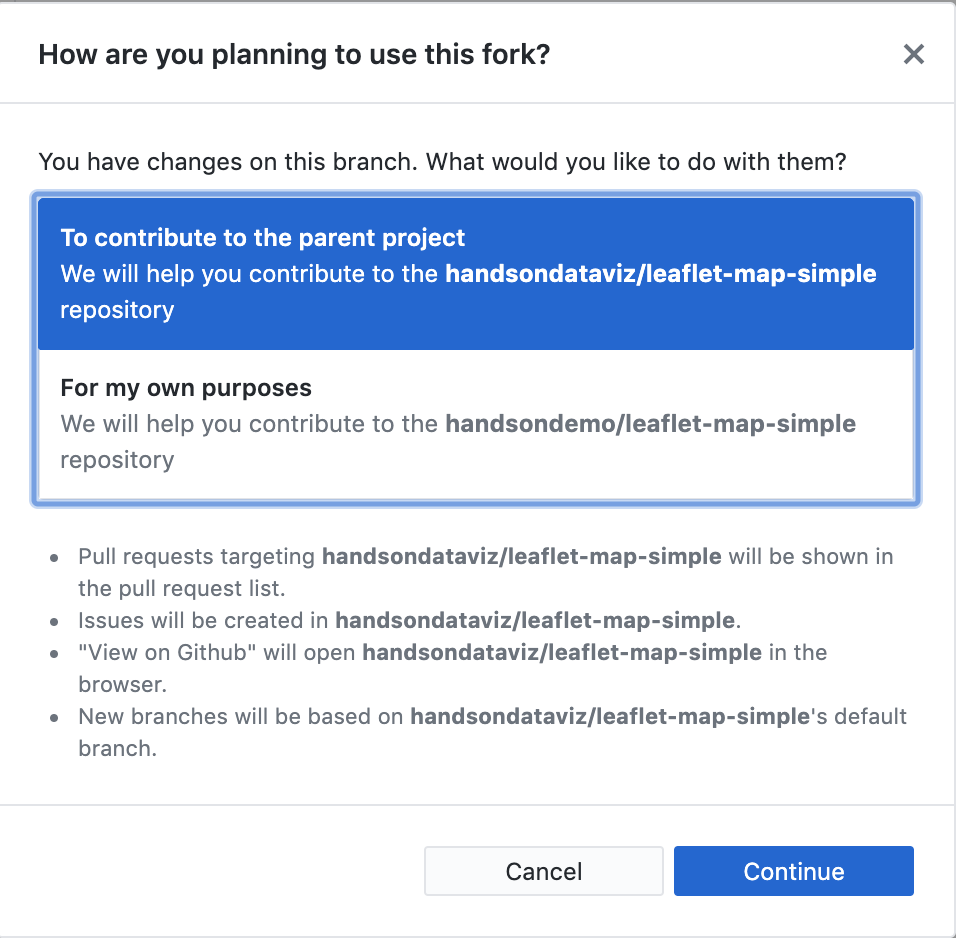 How are you planning to use this fork?
You have changes on this branch. What would you like to do with them?
To contribute to the parent project
We will help you contribute to the handsondataviz/leaflet-map-simple
repository
For my own purposes
We will help you contribute to the handsondemo/leaflet-map-simple
repository
• Pull requests targeting handsondataviz/leaflet-map-simple will be shown in
the pull request list.
• Issues will be created in handsondataviz/leaflet-map-simple.
• "View on Github" will open handsondataviz/leaflet-map-simple in the
browser.
• New branches will be based on handsondataviz/leaflet-map-simple's default
branch.
Cancel
Continue